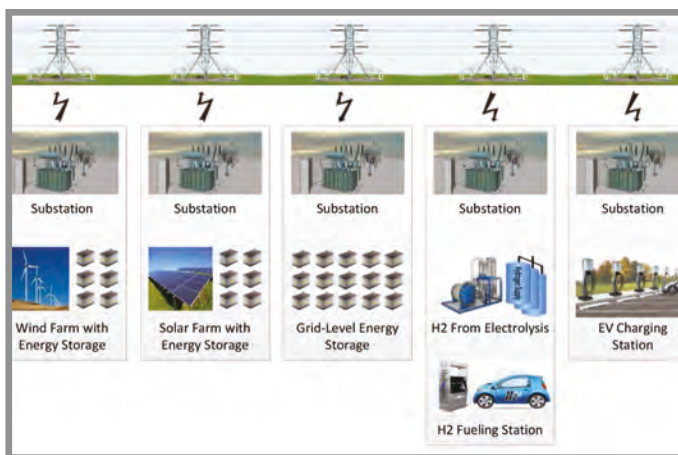 Substation
Substation
Substation
Substation
Substation
Wind Farm with
Energy Storage
Solar Farm with
Energy Storage
Grid-Level Energy
Storage
H2 From Electrolysis
EV Charging
Station
H2 Fueling Station